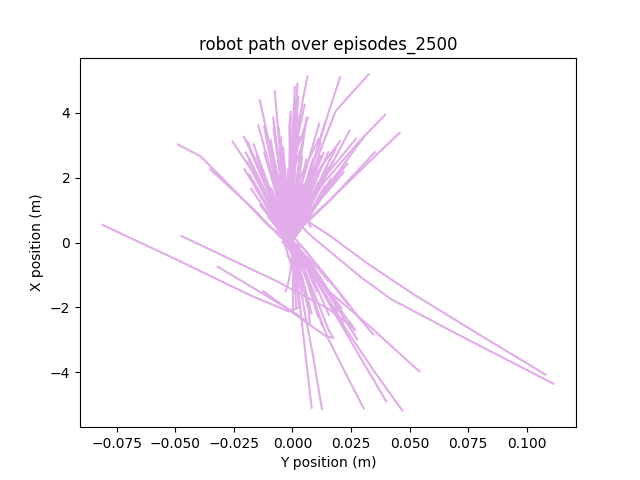 robot path over episodes_2500
X position (m)
4
2
0
−2
−4
−0.075 −0.050 −0.025 0.000 0.025 0.050 0.075 0.100
Y position (m)